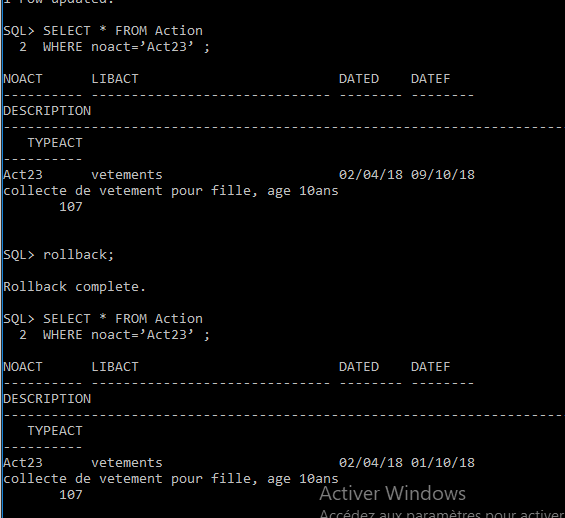 1 row updated.
SQL> SELECT * FROM Action
  2  WHERE noact=’Act23’ ;
NOACT      LIBACT                         DATED    DATEF
---------- ------------------------------ -------- --------
DESCRIPTION
----------------------------------------------------------------------
   TYPEACT
----------
Act23      vetements                      02/04/18 09/10/18
collecte de vetement pour fille, age 10ans
       107
SQL> rollback;
Rollback complete.
SQL> SELECT * FROM Action
  2  WHERE noact=’Act23’ ;
NOACT      LIBACT                         DATED    DATEF
---------- ------------------------------ -------- --------
DESCRIPTION
----------------------------------------------------------------------
   TYPEACT
----------
Act23      vetements                      02/04/18 01/10/18
collecte de vetement pour fille, age 10ans
       107
Activer Windows
Accédez aux paramètres pour activer